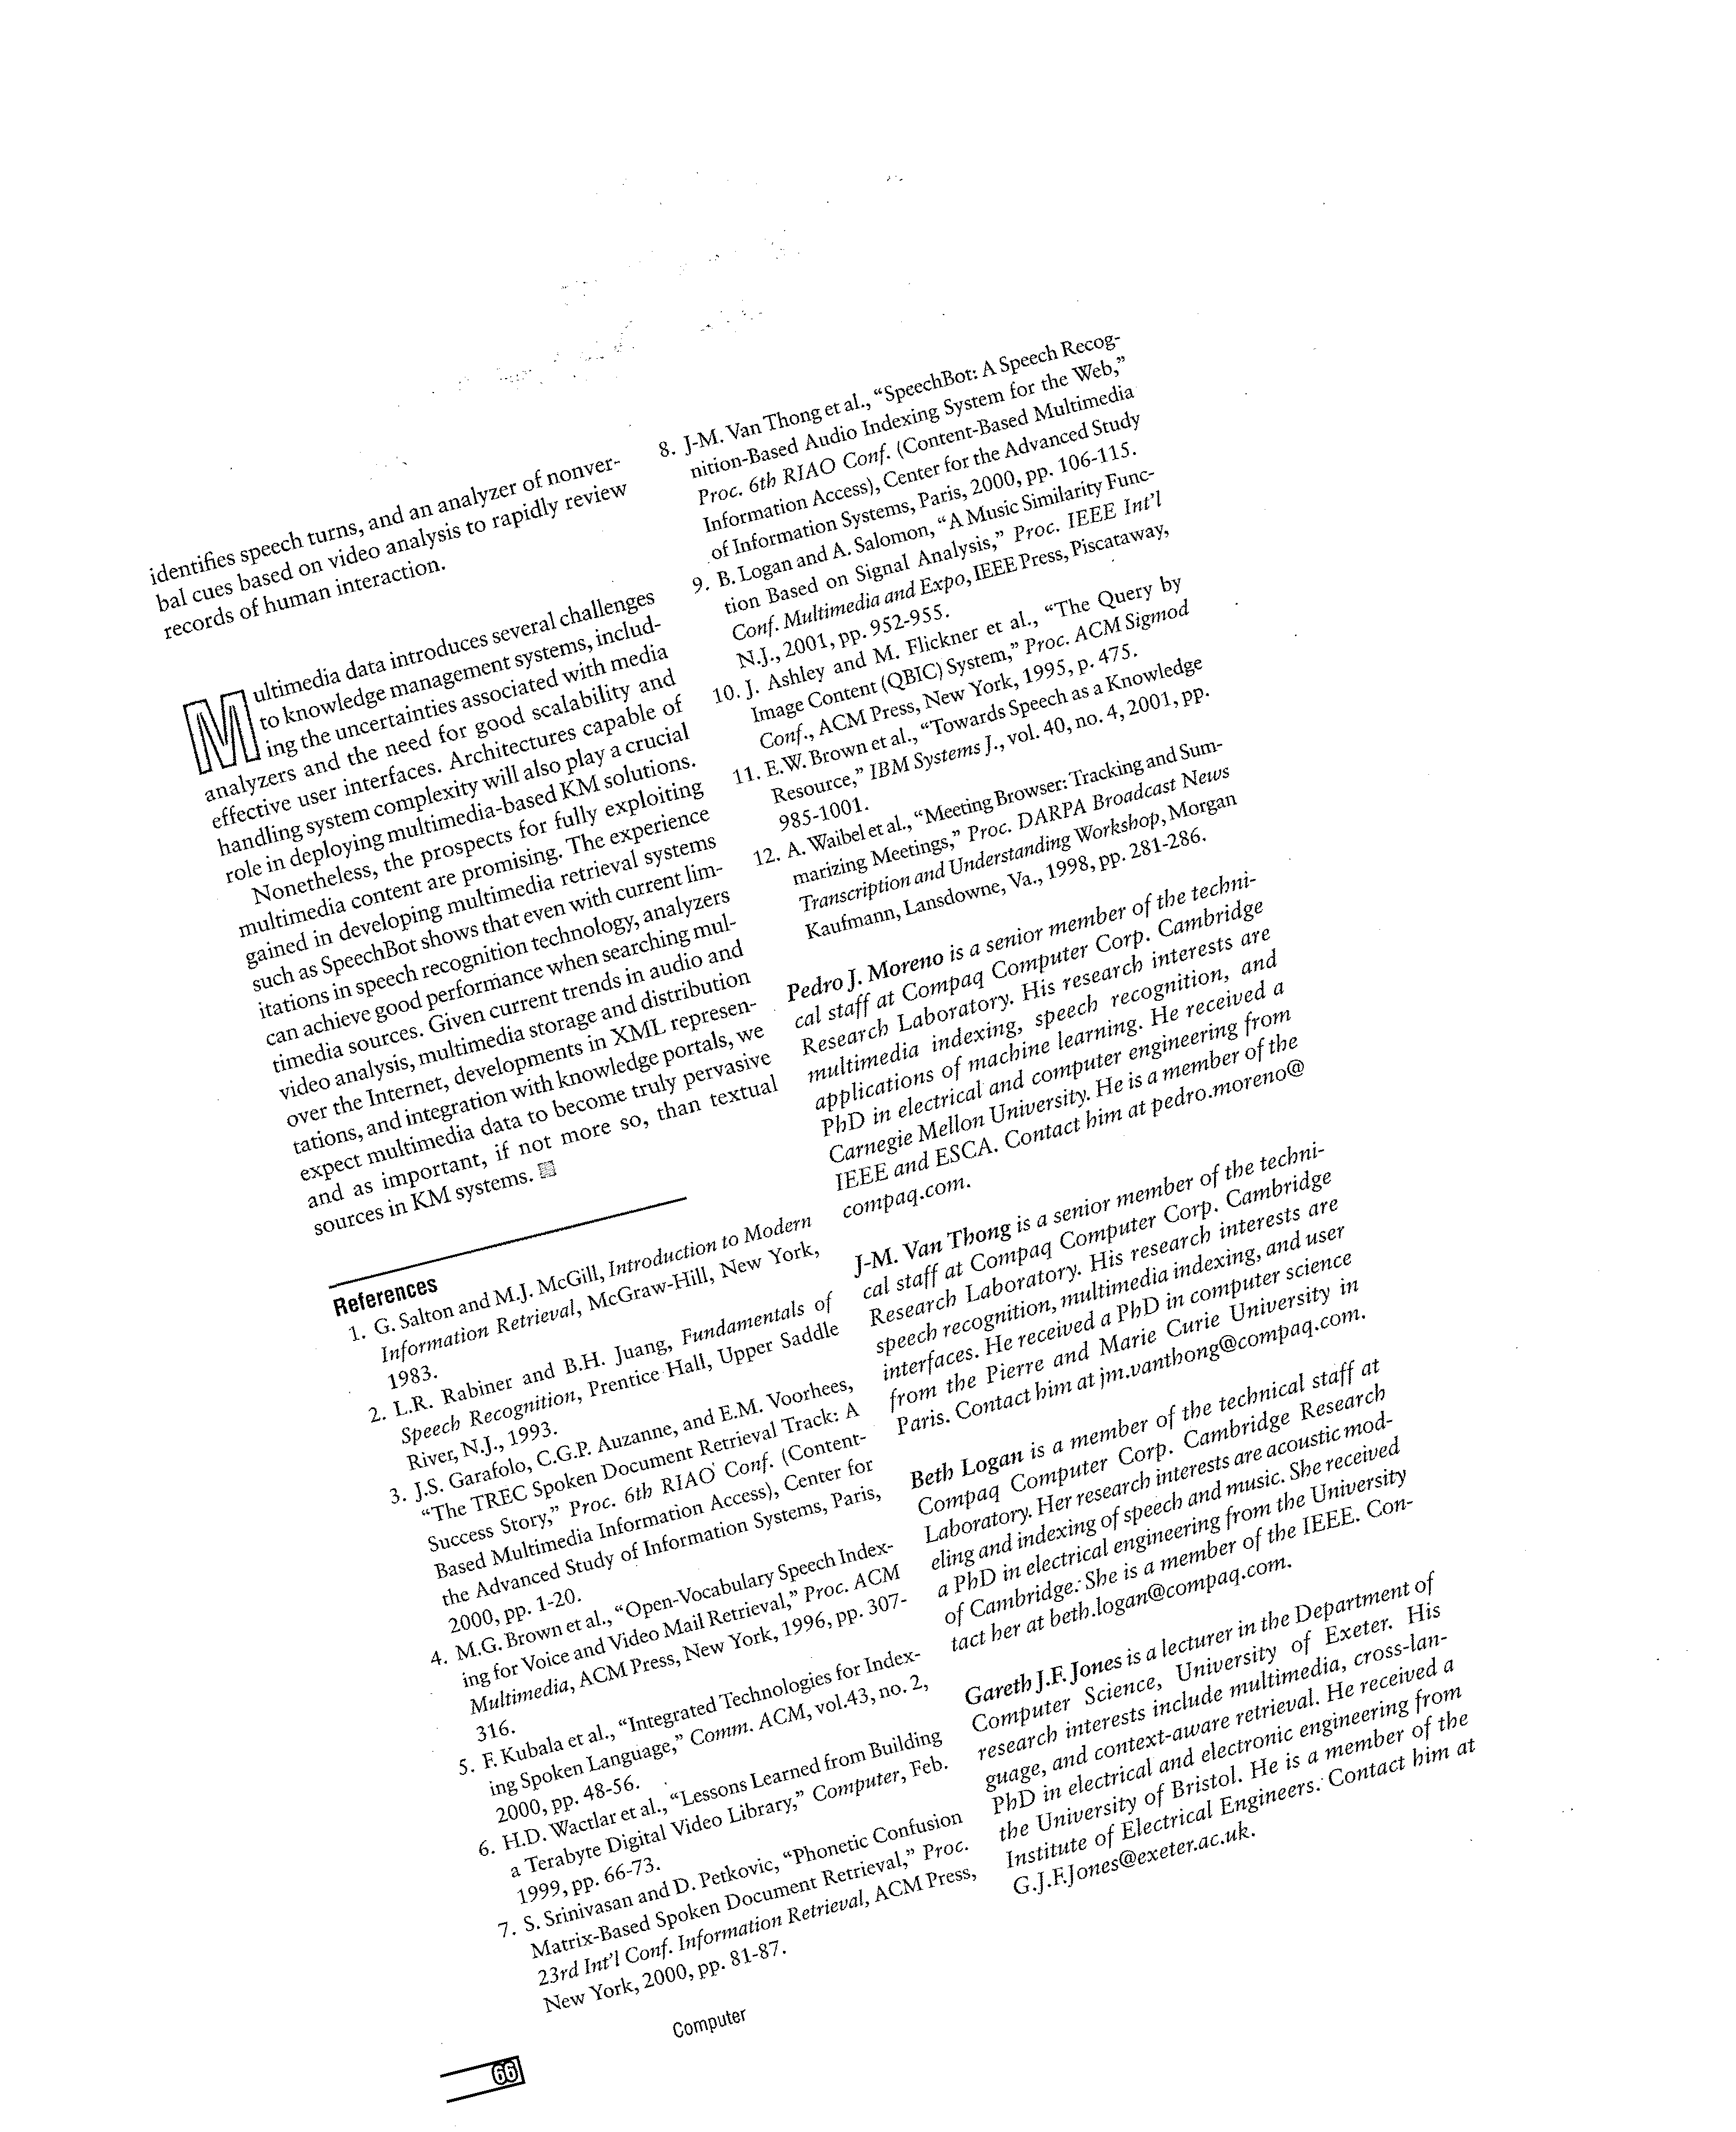 identifies speech turns, and an analyzer of nonver-
bal cues based on video analysis to rapidly review
records of human interaction.
Multimedia data introduces several challenges
to knowledge management systems, includ-
ing the uncertainties associated with media
analyzers and the need for good scalability and
effective user interfaces. Architectures capable of
handling system complexity will also play a crucial
role in deploying multimedia-based KM solutions.
Nonetheless, the prospects for fully exploiting
multimedia content are promising. The experience
gained in developing multimedia retrieval systems
such as SpeechBot shows that even with current lim-
itations in speech recognition technology, analyzers
can achieve good performance when searching mul-
timedia sources. Given current trends in audio and
video analysis, multimedia storage and distribution
over the Internet, developments in XML represen-
tations, and integration with knowledge portals, we
expect multimedia data to become truly pervasive
and as important, if not more so, than textual
sources in KM systems.
References
1. G. Salton and M.J. McGill, Introduction to Modern
Information Retrieval, McGraw-Hill, New York,
1983.
2. L.R. Rabiner and B.H. Juang, Fundamentals of
Speech Recognition, Prentice Hall, Upper Saddle
River, N.J., 1993.
3. J.S. Garafolo, C.G.P. Auzanne, and E.M. Voorhees,
“The TREC Spoken Document Retrieval Track: A
Success Story,” Proc. 6th RIAO Conf. (Content-
Based Multimedia Information Access), Center for
the Advanced Study of Information Systems, Paris,
2000, pp. 1-20.
4. M.G. Brown et al., “Open-Vocabulary Speech Index-
ing for Voice and Video Mail Retrieval,” Proc. ACM
Multimedia, ACM Press, New York, 1996, pp. 307-
316.
5. F. Kubala et al., “Integrated Technologies for Index-
ing Spoken Language,” Comm. ACM, vol.43, no. 2,
2000, pp. 48-56.
6. H.D. Wactlar et al., “Lessons Learned from Building
a Terabyte Digital Video Library,” Computer, Feb.
1999, pp. 66-73.
7. S. Srinivasan and D. Petkovic, “Phonetic Confusion
Matrix-Based Spoken Document Retrieval,” Proc.
23rd Int’l Conf. Information Retrieval, ACM Press,
New York, 2000, pp. 81-87.
8. J-M. Van Thong et al., “SpeechBot: A Speech Recog-
nition-Based Audio Indexing System for the Web,”
Proc. 6th RIAO Conf. (Content-Based Multimedia
Information Access), Center for the Advanced Study
of Information Systems, Paris, 2000, pp. 106-115.
9. B. Logan and A. Salomon, “A Music Similarity Func-
tion Based on Signal Analysis,” Proc. IEEE Int’l
Conf. Multimedia and Expo, IEEE Press, Piscataway,
N.J., 2001, pp. 952-955.
10. J. Ashley and M. Flickner et al., “The Query by
Image Content (QBIC) System,” Proc. ACM Sigmod
Conf., ACM Press, New York, 1995, p. 475.
11. E.W. Brown et al., “Towards Speech as a Knowledge
Resource,” IBM Systems J., vol. 40, no. 4, 2001, pp.
985-1001.
12. A. Waibel et al., “Meeting Browser: Tracking and Sum-
marizing Meetings,” Proc. DARPA Broadcast News
Transcription and Understanding Workshop, Morgan
Kaufmann, Lansdowne, Va., 1998, pp. 281-286.
Pedro J. Moreno is a senior member of the techni-
cal staff at Compaq Computer Corp. Cambridge
Research Laboratory. His research interests are
multimedia indexing, speech recognition, and
applications of machine learning. He received a
PhD in electrical and computer engineering from
Carnegie Mellon University. He is a member of the
IEEE and ESCA. Contact him at pedro.moreno@
compaq.com.
J-M. Van Thong is a senior member of the techni-
cal staff at Compaq Computer Corp. Cambridge
Research Laboratory. His research interests are
speech recognition, multimedia indexing, and user
interfaces. He received a PhD in computer science
from the Pierre and Marie Curie University in
Paris. Contact him at jm.vanthong@compaq.com.
Beth Logan is a member of the technical staff at
Compaq Computer Corp. Cambridge Research
Laboratory. Her research interests are acoustic mod-
eling and indexing of speech and music. She received
a PhD in electrical engineering from the University
of Cambridge. She is a member of the IEEE. Con-
tact her at beth.logan@compaq.com.
Gareth J.F. Jones is a lecturer in the Department of
Computer Science, University of Exeter. His
research interests include multimedia, cross-lan-
guage, and context-aware retrieval. He received a
PhD in electrical and electronic engineering from
the University of Bristol. He is a member of the
Institute of Electrical Engineers. Contact him at
G.J.F.Jones@exeter.ac.uk.
Computer
66